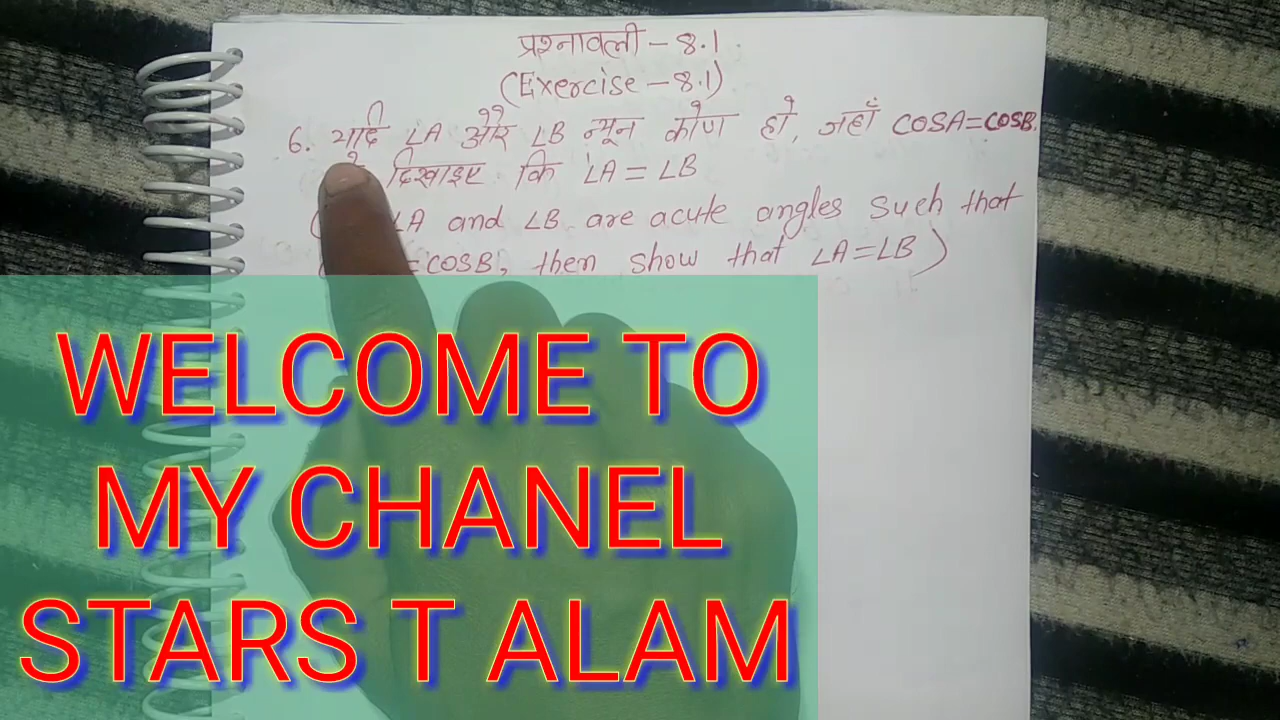 प्रश्नावली – 8.1
(Exercise – 8.1)
6. यदि ∠A और ∠B न्यून कोण हो, जहाँ COSA=COSB.
दिखाइए कि ∠A = ∠B
( ∠A and ∠B are acute angles such that
= COSB, then show that ∠A=∠B )
WELCOME TO
MY CHANEL
STARS T ALAM